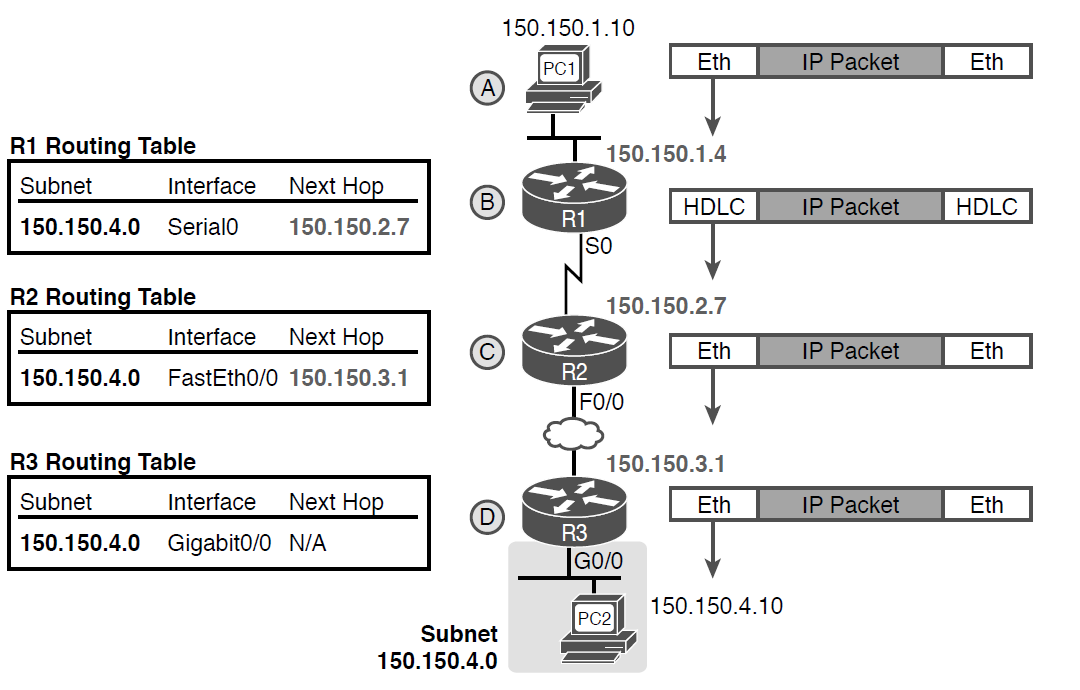 150.150.1.10
PC1
A
Eth IP Packet Eth
R1 Routing Table
Subnet Interface Next Hop
150.150.4.0 Serial0 150.150.2.7
150.150.1.4
B
R1
HDLC IP Packet HDLC
S0
R2 Routing Table
Subnet Interface Next Hop
150.150.4.0 FastEth0/0 150.150.3.1
150.150.2.7
C
R2
Eth IP Packet Eth
F0/0
R3 Routing Table
Subnet Interface Next Hop
150.150.4.0 Gigabit0/0 N/A
150.150.3.1
D
R3
Eth IP Packet Eth
G0/0
PC2
150.150.4.10
Subnet
150.150.4.0